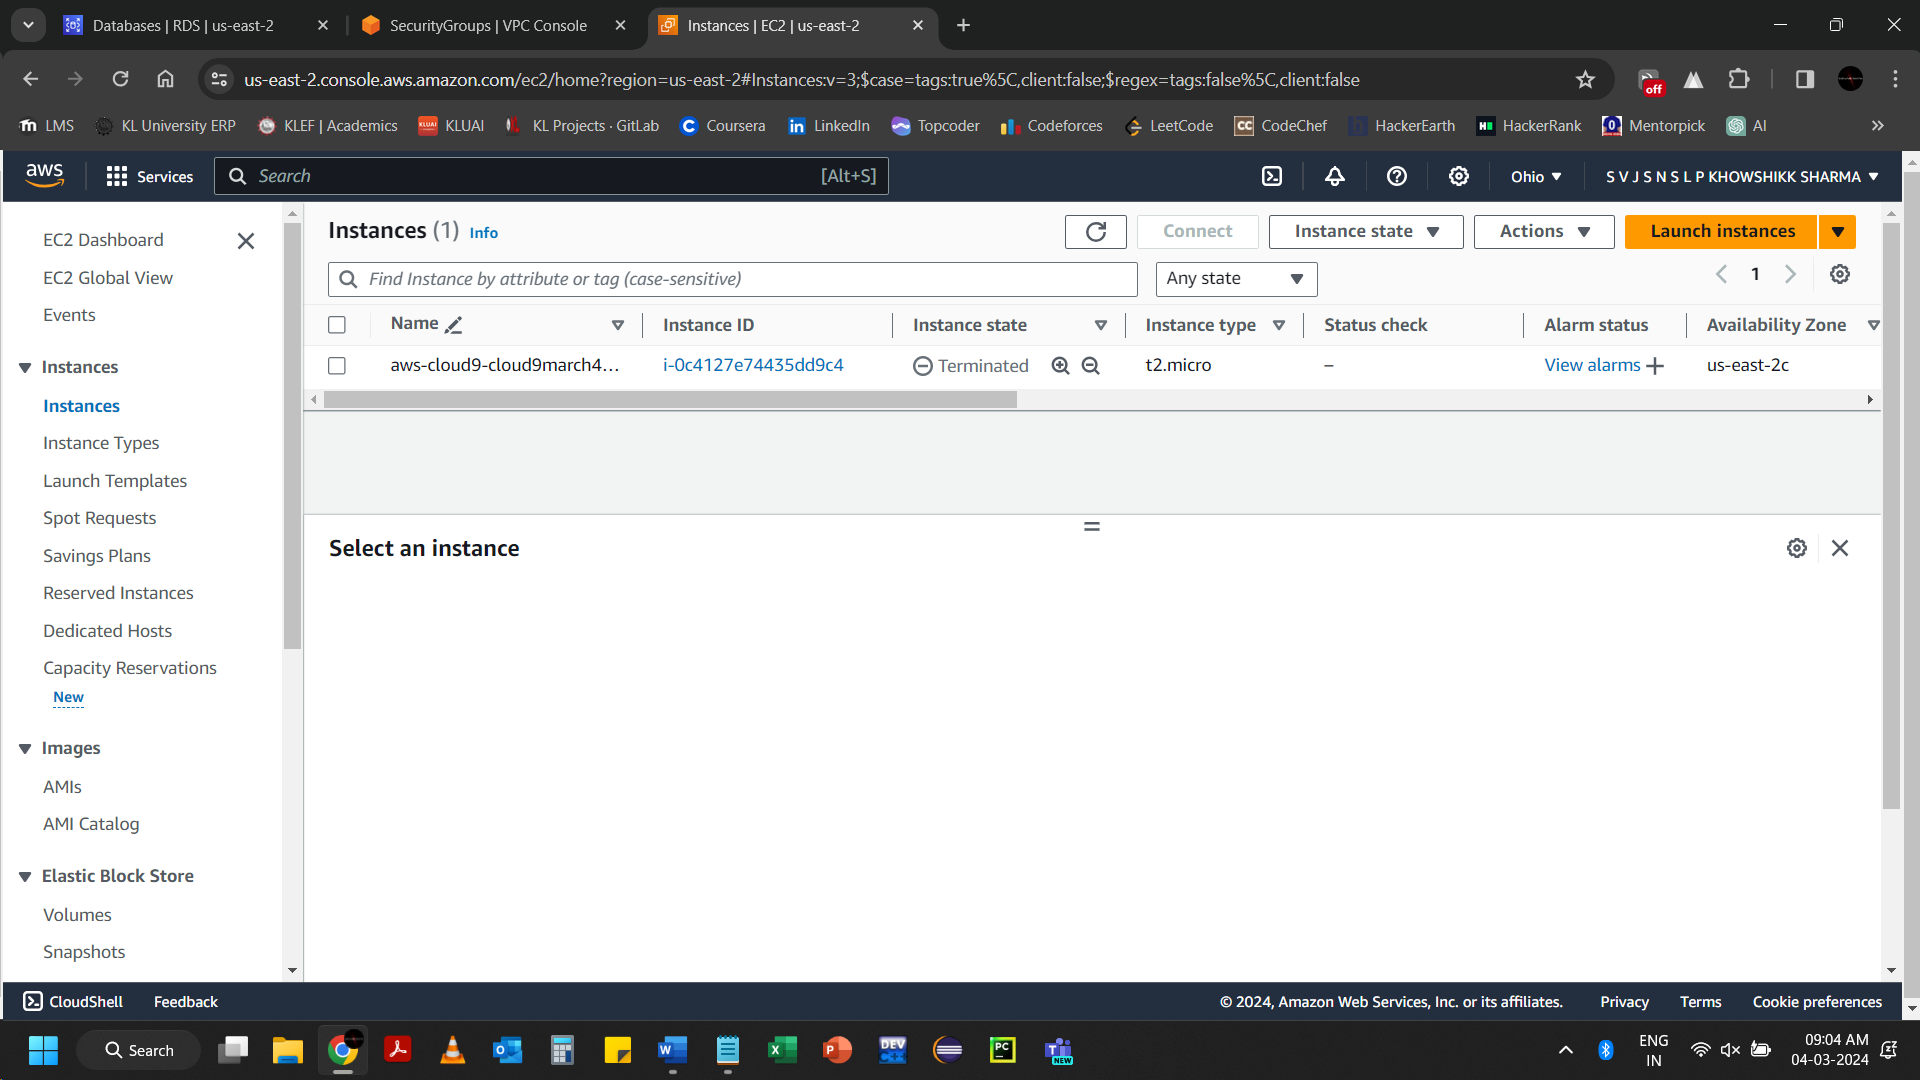 Databases | RDS | us-east-2
SecurityGroups | VPC Console
Instances | EC2 | us-east-2
us-east-2.console.aws.amazon.com/ec2/home?region=us-east-2#Instances:v=3;$case=tags:true%5C,client:false;$regex=tags:false%5C,client:false
off
LMS
KL University ERP
KLEF | Academics
KLUAI
KL Projects · GitLab
Coursera
LinkedIn
Topcoder
Codeforces
LeetCode
CodeChef
HackerEarth
HackerRank
Mentorpick
AI
aws
Services
Search
[Alt+S]
Ohio
S V J S N S L P KHOWSHIKK SHARMA
EC2 Dashboard
EC2 Global View
Events
Instances
Instances
Instance Types
Launch Templates
Spot Requests
Savings Plans
Reserved Instances
Dedicated Hosts
Capacity Reservations
New
Images
AMIs
AMI Catalog
Elastic Block Store
Volumes
Snapshots
Instances (1) Info
Connect
Instance state
Actions
Launch instances
Find Instance by attribute or tag (case-sensitive)
Any state
1
Name
Instance ID
Instance state
Instance type
Status check
Alarm status
Availability Zone
aws-cloud9-cloud9march4...
i-0c4127e74435dd9c4
Terminated
t2.micro
–
View alarms
us-east-2c
Select an instance
CloudShell
Feedback
© 2024, Amazon Web Services, Inc. or its affiliates.
Privacy
Terms
Cookie preferences
Search
ENG
IN
09:04 AM
04-03-2024